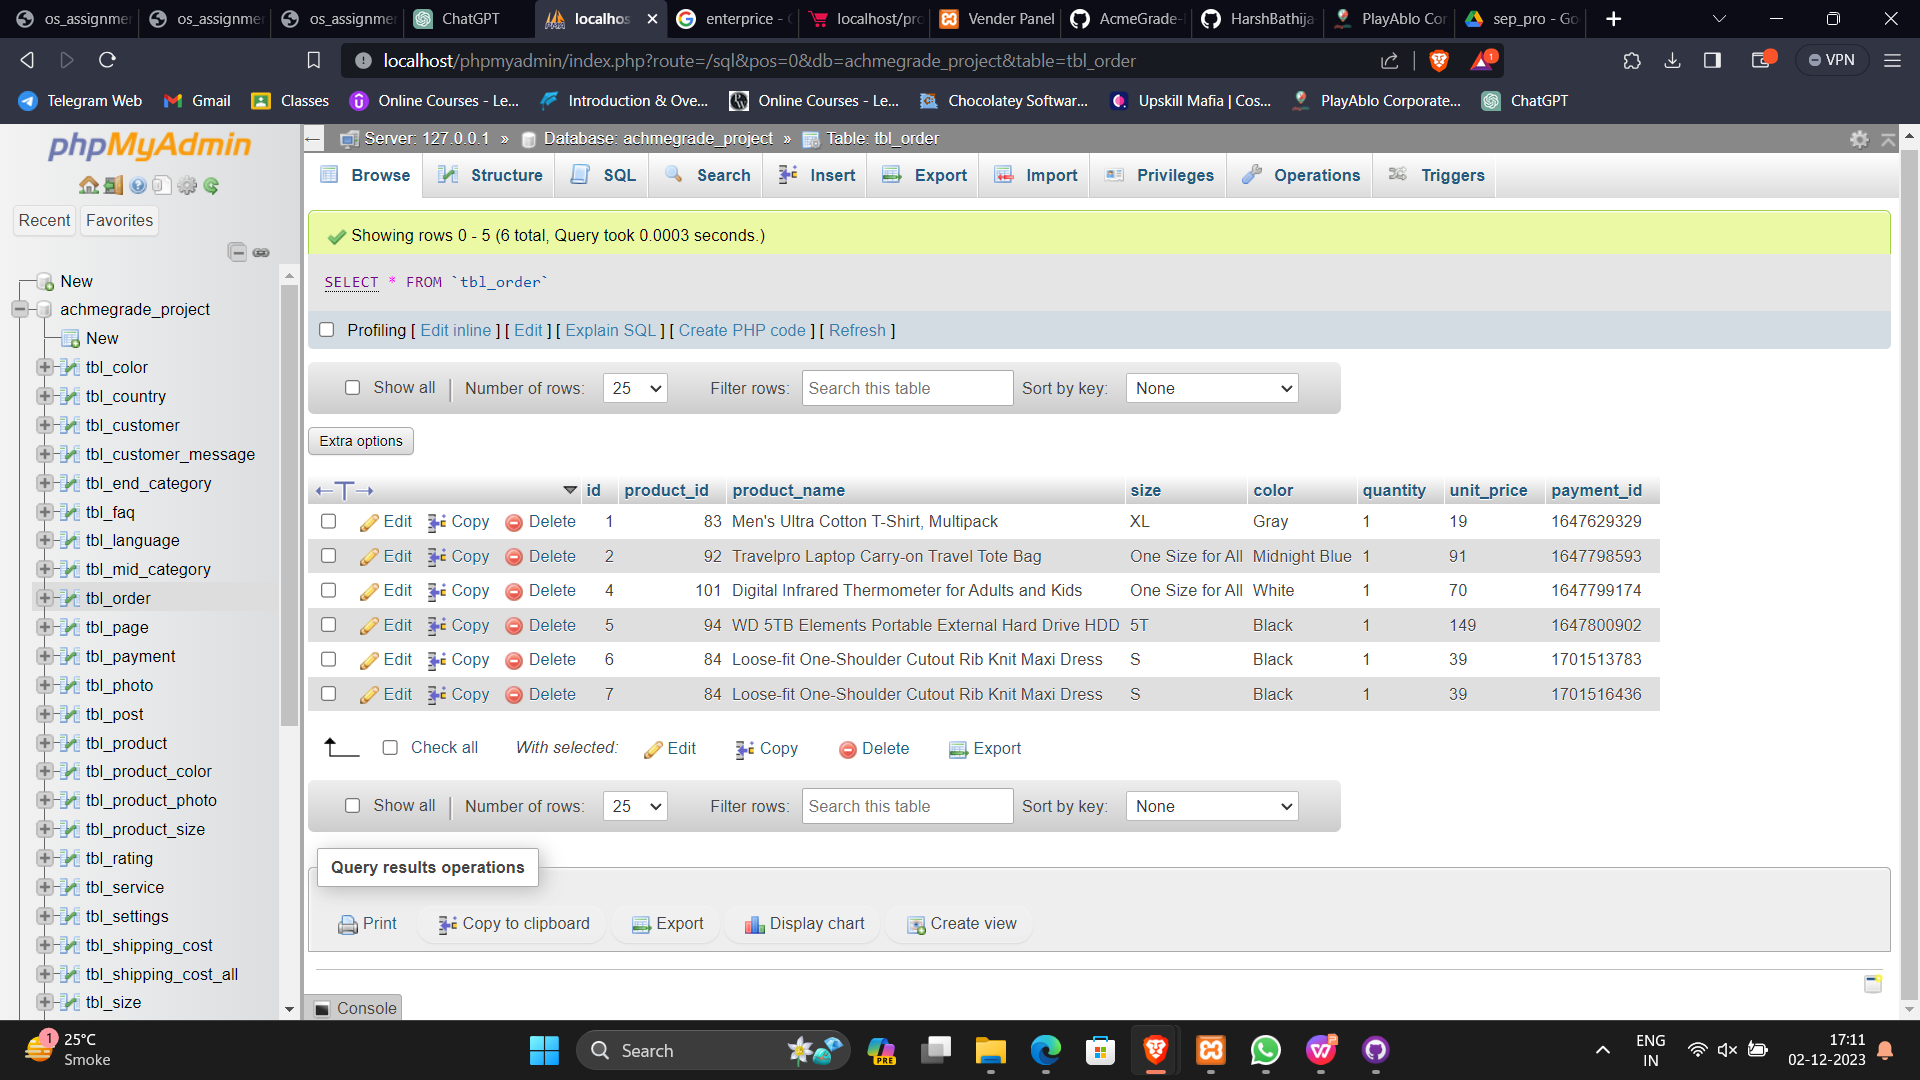 os_assignmen
os_assignmen
os_assignmen
ChatGPT
localhos
enterprice - G
localhost/pro
Vender Panel
AcmeGrade-
HarshBathija
PlayAblo Cor
sep_pro - Goo
localhost/phpmyadmin/index.php?route=/sql&pos=0&db=achmegrade_project&table=tbl_order
1
VPN
Telegram Web
Gmail
Classes
Online Courses - Le...
Introduction & Ove...
Online Courses - Le...
Chocolatey Softwar...
Upskill Mafia | Cos...
PlayAblo Corporate...
ChatGPT
phpMyAdmin
Recent
Favorites
New
achmegrade_project
New
tbl_color
tbl_country
tbl_customer
tbl_customer_message
tbl_end_category
tbl_faq
tbl_language
tbl_mid_category
tbl_order
tbl_page
tbl_payment
tbl_photo
tbl_post
tbl_product
tbl_product_color
tbl_product_photo
tbl_product_size
tbl_rating
tbl_service
tbl_settings
tbl_shipping_cost
tbl_shipping_cost_all
tbl_size
Server: 127.0.0.1 » Database: achmegrade_project » Table: tbl_order
Browse Structure SQL Search Insert Export Import Privileges Operations Triggers
Showing rows 0 - 5 (6 total, Query took 0.0003 seconds.)
SELECT * FROM `tbl_order`
Profiling [ Edit inline ] [ Edit ] [ Explain SQL ] [ Create PHP code ] [ Refresh ]
Show all | Number of rows: 25 Filter rows: Search this table Sort by key: None
Extra options
←T→ id product_id product_name size color quantity unit_price payment_id
Edit Copy Delete 1 83 Men's Ultra Cotton T-Shirt, Multipack XL Gray 1 19 1647629329
Edit Copy Delete 2 92 Travelpro Laptop Carry-on Travel Tote Bag One Size for All Midnight Blue 1 91 1647798593
Edit Copy Delete 4 101 Digital Infrared Thermometer for Adults and Kids One Size for All White 1 70 1647799174
Edit Copy Delete 5 94 WD 5TB Elements Portable External Hard Drive HDD 5T Black 1 149 1647800902
Edit Copy Delete 6 84 Loose-fit One-Shoulder Cutout Rib Knit Maxi Dress S Black 1 39 1701513783
Edit Copy Delete 7 84 Loose-fit One-Shoulder Cutout Rib Knit Maxi Dress S Black 1 39 1701516436
Check all With selected: Edit Copy Delete Export
Show all | Number of rows: 25 Filter rows: Search this table Sort by key: None
Query results operations
Print Copy to clipboard Export Display chart Create view
Console
1
25°C
Smoke
Search
PRE
ENG
IN
17:11
02-12-2023